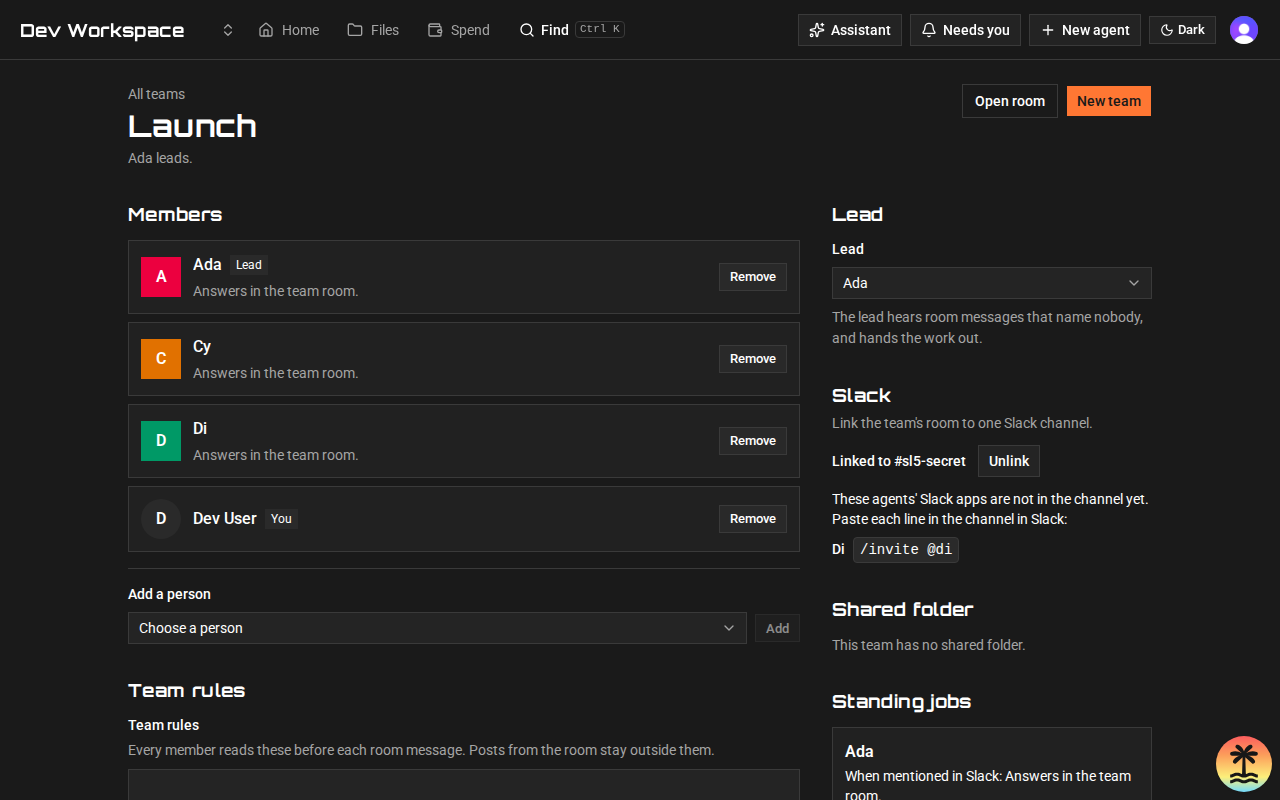 Dev Workspace
Home
Files
Spend
Find
Ctrl K
Assistant
Needs you
New agent
Dark
All teams
Launch
Ada leads.
Open room
New team
Members
A
Ada
Lead
Answers in the team room.
Remove
C
Cy
Answers in the team room.
Remove
D
Di
Answers in the team room.
Remove
D
Dev User
You
Remove
Add a person
Choose a person
Add
Team rules
Team rules
Every member reads these before each room message. Posts from the room stay outside them.
Lead
Lead
Ada
The lead hears room messages that name nobody,
and hands the work out.
Slack
Link the team's room to one Slack channel.
Linked to #sl5-secret
Unlink
These agents' Slack apps are not in the channel yet.
Paste each line in the channel in Slack:
Di
/invite @di
Shared folder
This team has no shared folder.
Standing jobs
Ada
When mentioned in Slack: Answers in the team
room.